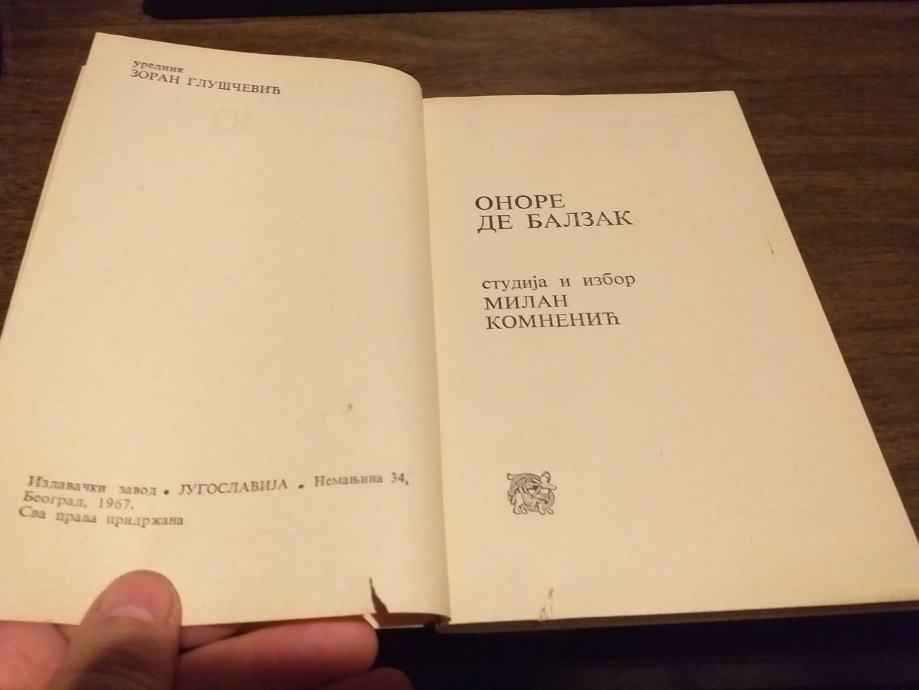 уредник
ЗОРАН ГЛУШЧЕВИЋ
Издавачки завод • ЈУГОСЛАВИЈА • Немањина 34,
Београд, 1967.
Сва права придржана
ОНОРЕ
ДЕ БАЛЗАК
студија и избор
МИЛАН
КОМНЕНИЋ